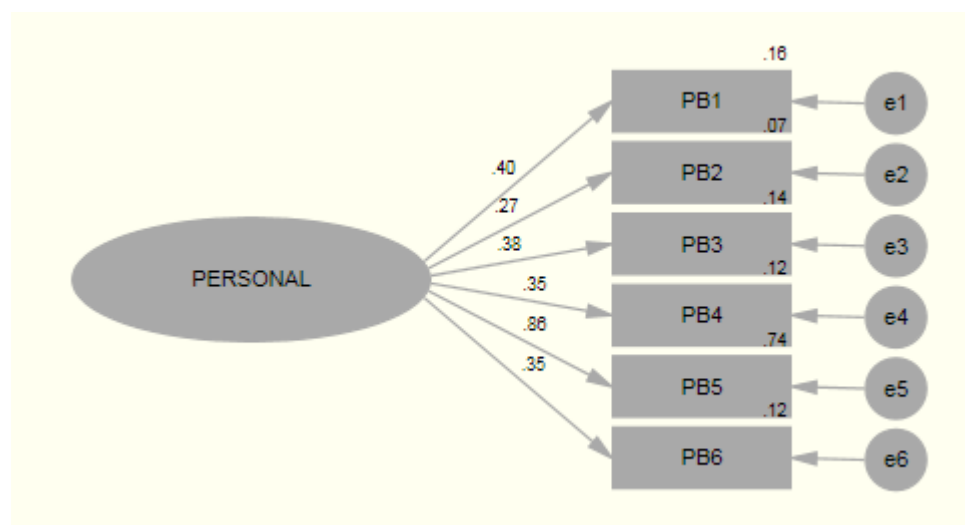 .16
PB1
e1
.07
.40
PB2
e2
.27
.14
.38
PB3
e3
.12
PERSONAL
.35
PB4
e4
.86
.74
.35
PB5
e5
.12
PB6
e6